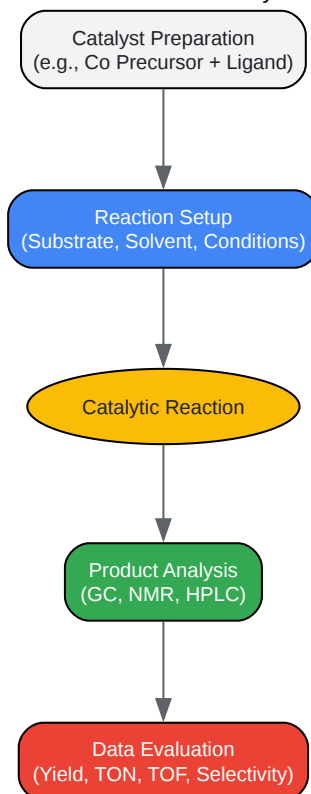 Catalyst Preparation
(e.g., Co Precursor + Ligand)
Reaction Setup
(Substrate, Solvent, Conditions)
Catalytic Reaction
Product Analysis
(GC, NMR, HPLC)
Data Evaluation
(Yield, TON, TOF, Selectivity)